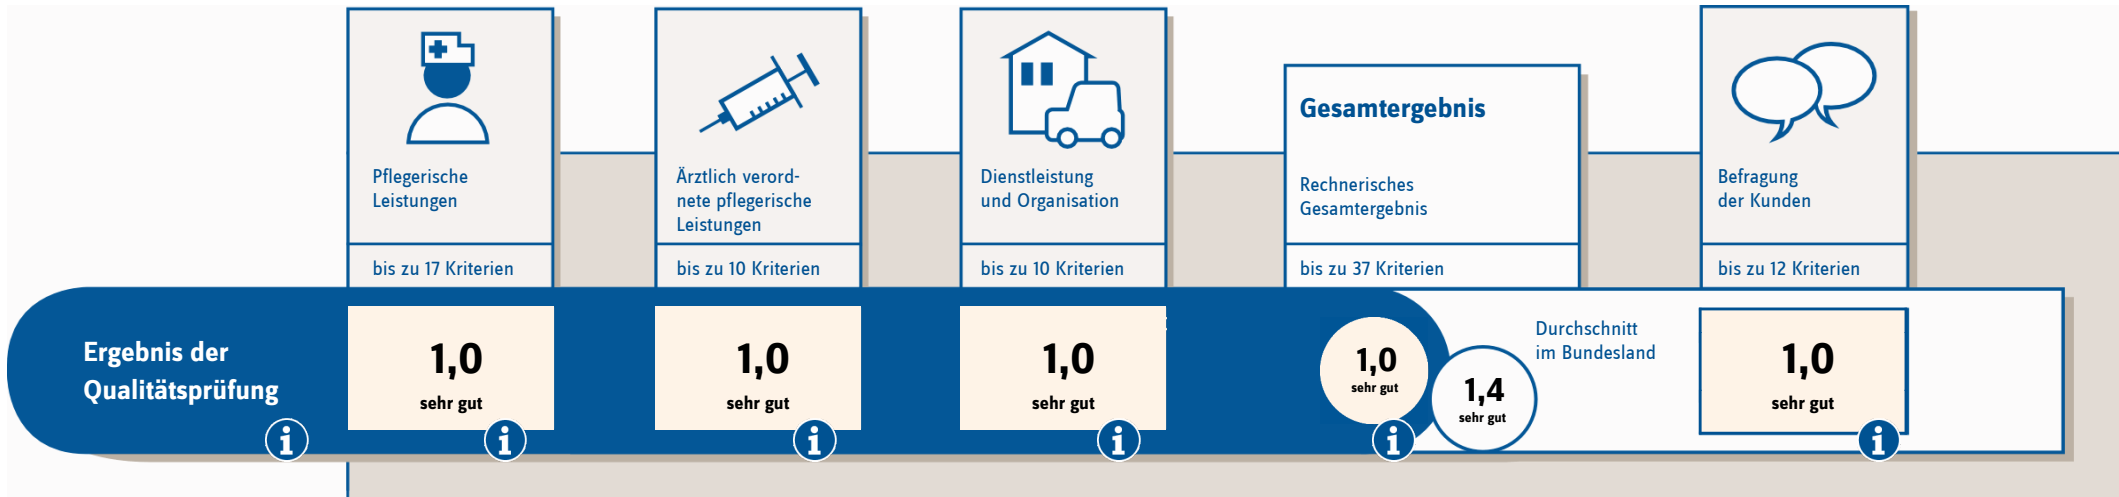 Pflegerische
Leistungen
bis zu 17 Kriterien
Ärztlich verord-
nete pflegerische
Leistungen
bis zu 10 Kriterien
Dienstleistung
und Organisation
bis zu 10 Kriterien
Gesamtergebnis
Rechnerisches
Gesamtergebnis
bis zu 37 Kriterien
Befragung
der Kunden
bis zu 12 Kriterien
Ergebnis der
Qualitätsprüfung
i
1,0
sehr gut
i
1,0
sehr gut
i
1,0
sehr gut
i
1,0
sehr gut
i
1,4
sehr gut
Durchschnitt
im Bundesland
1,0
sehr gut
i